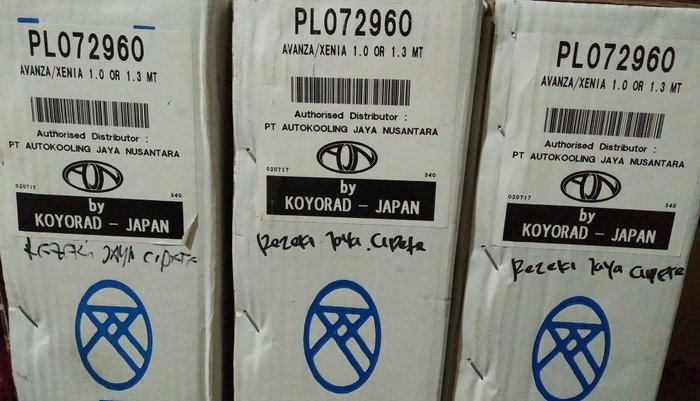 PL072960
AVANZA/XENIA 1.0 OR 1.3 MT
Authorised Distributor :
PT AUTOKOOLING JAYA NUSANTARA
020717
340
by
KOYORAD - JAPAN
Rezeki JAYA Cipete
PL072960
AVANZA/XENIA 1.0 OR 1.3 MT
Authorised Distributor :
PT AUTOKOOLING JAYA NUSANTARA
020717
340
by
KOYORAD - JAPAN
Rezeki Jaya Cipete
PL072960
AVANZA/XENIA 1.0 OR 1.3 MT
Authorised Distributor :
PT AUTOKOOLING JAYA NUSANTARA
020717
340
by
KOYORAD - JAPAN
Rezeki Jaya Cipete